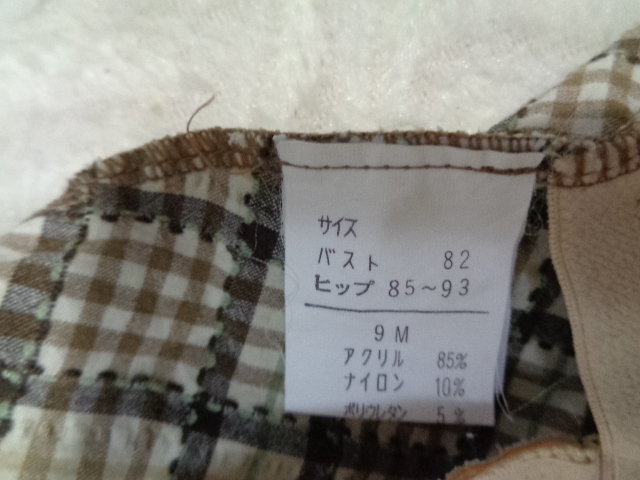 サイズ
バスト 82
ヒップ 85～93
9M
アクリル 85%
ナイロン 10%
ポリウレタン 5%